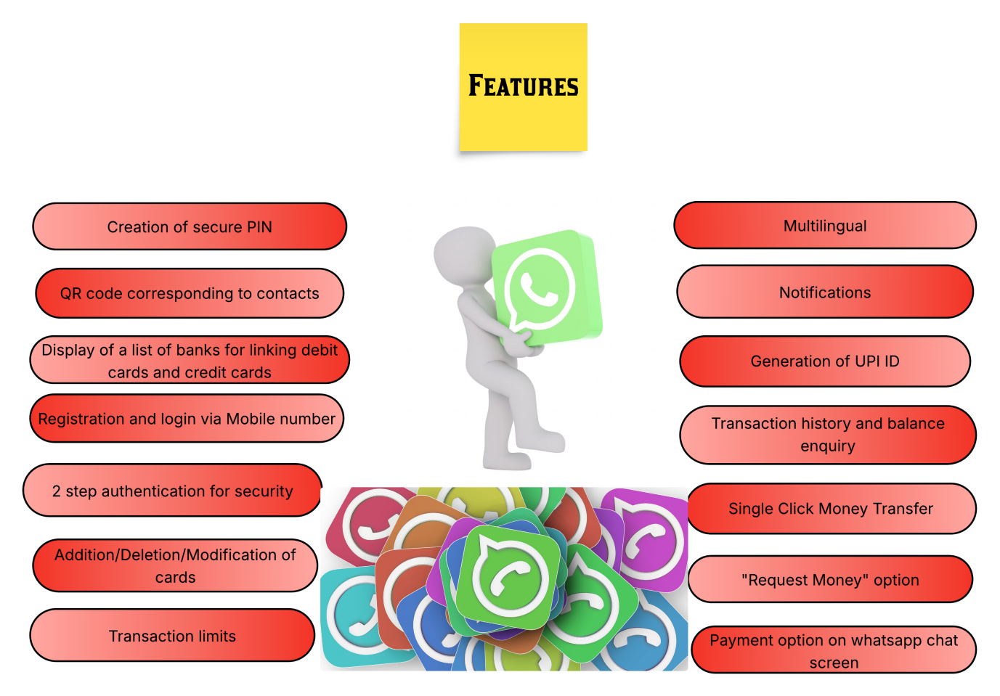 Features
Creation of secure PIN
QR code corresponding to contacts
Display of a list of banks for linking debit
cards and credit cards
Registration and login via Mobile number
2 step authentication for security
Addition/Deletion/Modification of
cards
Transaction limits
Multilingual
Notifications
Generation of UPI ID
Transaction history and balance
enquiry
Single Click Money Transfer
"Request Money" option
Payment option on whatsapp chat
screen